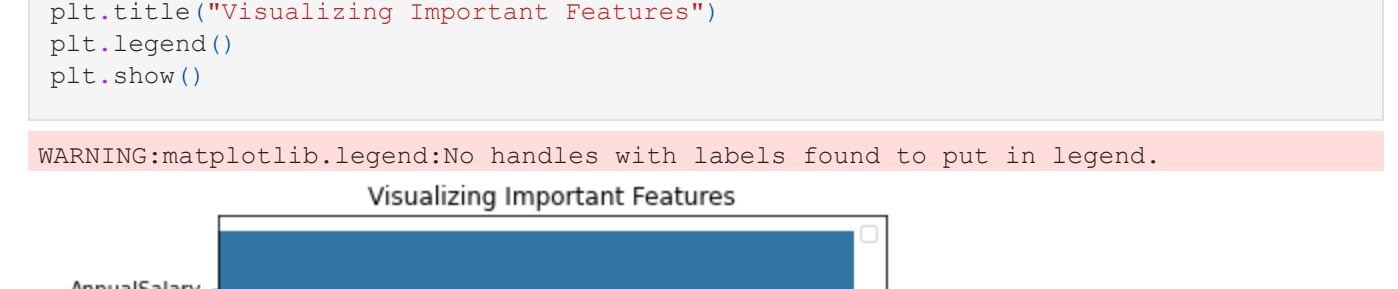 plt.title("Visualizing Important Features")
plt.legend()
plt.show()
WARNING:matplotlib.legend:No handles with labels found to put in legend.
Visualizing Important Features
AnnualSalary